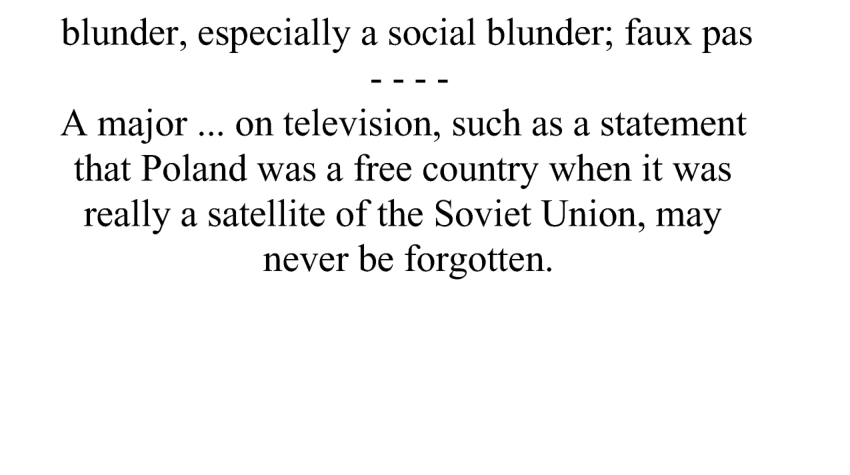 blunder, especially a social blunder; faux pas
- - - -
A major ... on television, such as a statement
that Poland was a free country when it was
really a satellite of the Soviet Union, may
never be forgotten.